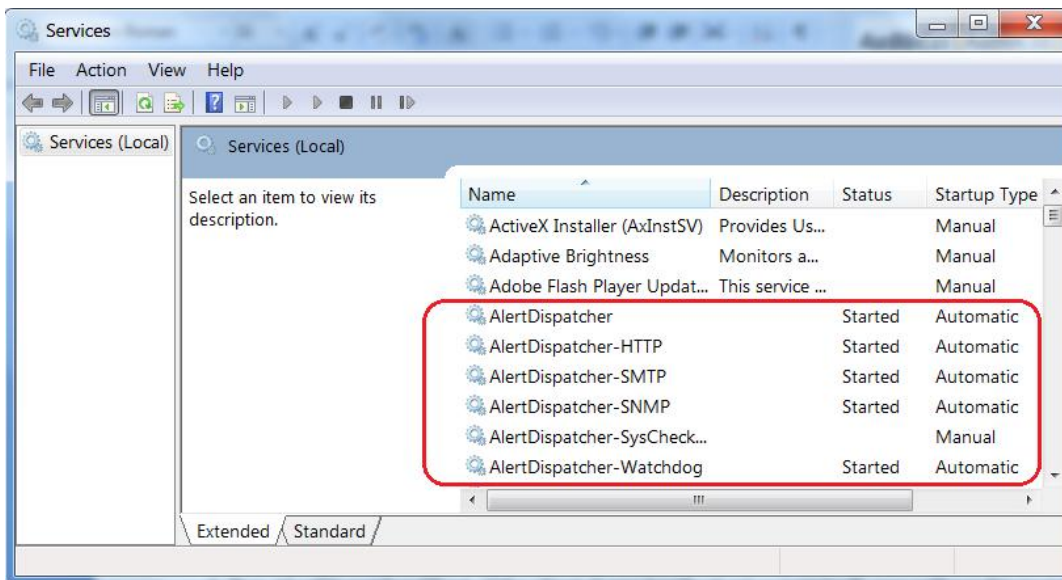 Services
File Action View Help
Services (Local)
Services (Local)
Select an item to view its
description.
Name Description Status Startup Type
ActiveX Installer (AxInstSV) Provides Us... Manual
Adaptive Brightness Monitors a... Manual
Adobe Flash Player Updat... This service ... Manual
AlertDispatcher Started Automatic
AlertDispatcher-HTTP Started Automatic
AlertDispatcher-SMTP Started Automatic
AlertDispatcher-SNMP Started Automatic
AlertDispatcher-SysCheck... Manual
AlertDispatcher-Watchdog Started Automatic
Extended Standard